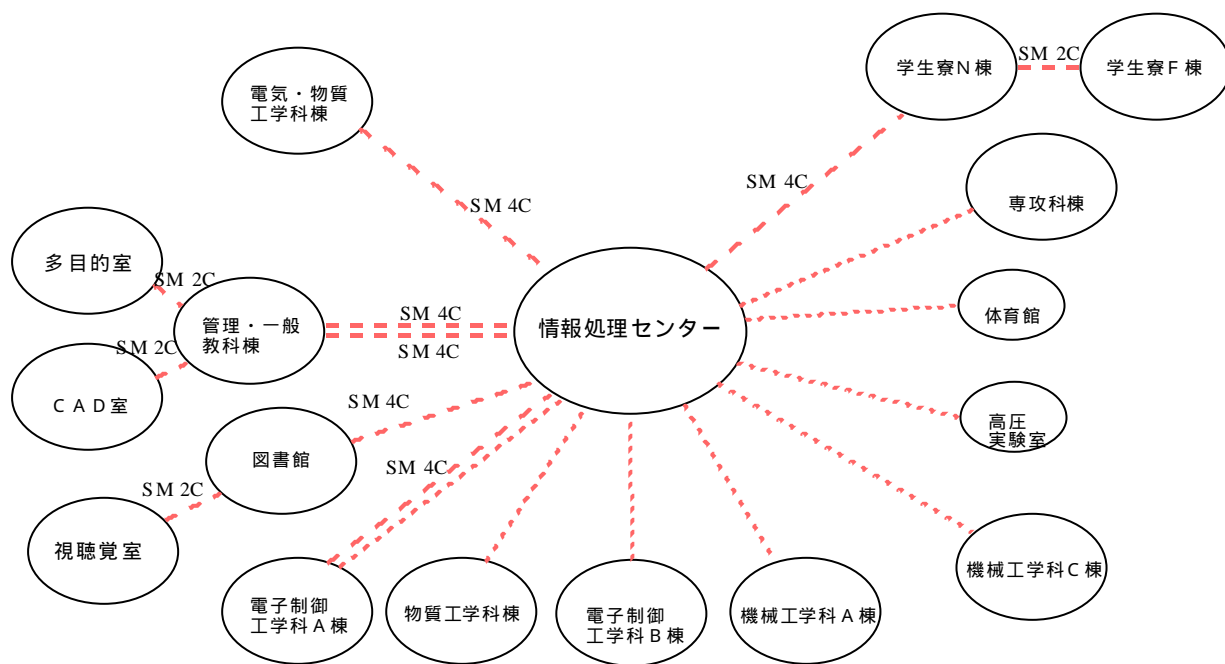 学生寮N棟
SM 2C
学生寮F棟
電気・物質
工学科棟
SM 4C
SM 4C
専攻科棟
多目的室
SM 2C
管理・一般
教科棟
SM 4C
SM 4C
情報処理センター
体育館
SM 2C
CAD室
SM 4C
高圧
実験室
図書館
SM 4C
SM 2C
視聴覚室
機械工学科C棟
電子制御
工学科A棟
物質工学科棟
電子制御
工学科B棟
機械工学科A棟